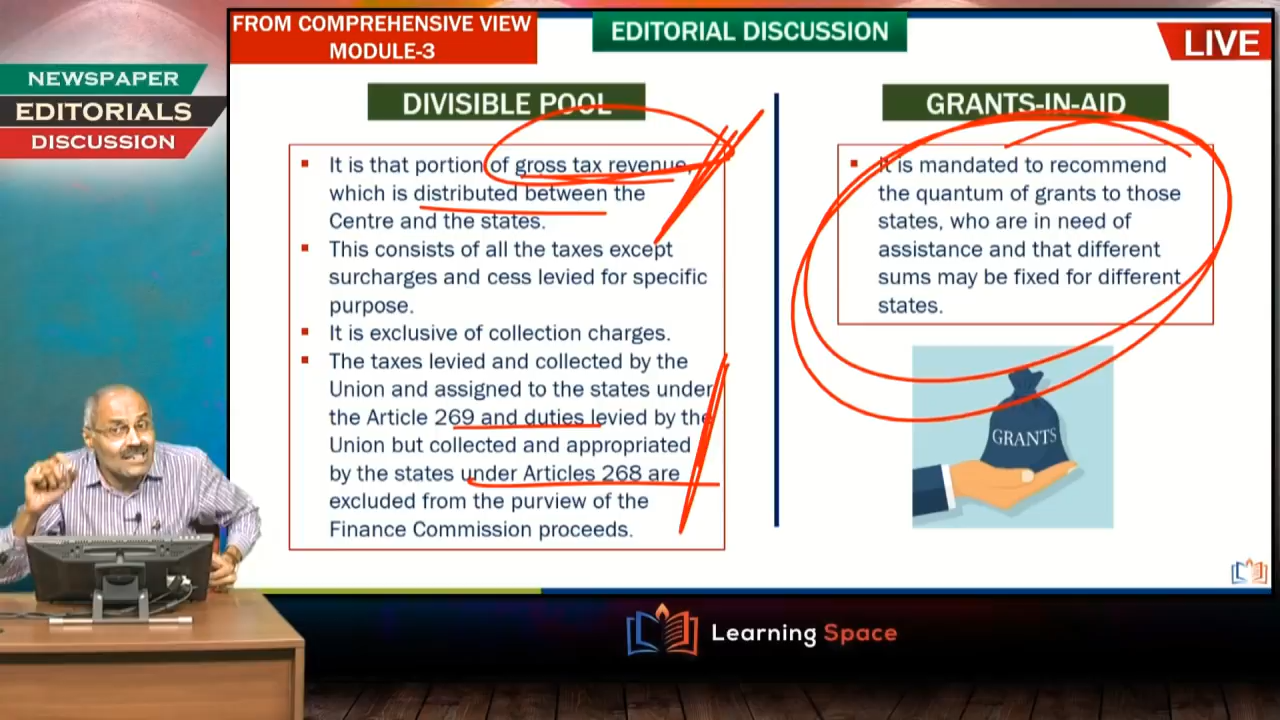 FROM COMPREHENSIVE VIEW
MODULE-3
EDITORIAL DISCUSSION
LIVE
NEWSPAPER
EDITORIALS
DISCUSSION
DIVISIBLE POOL
▪ It is that portion of gross tax revenue,
which is distributed between the
Centre and the states.
▪ This consists of all the taxes except
surcharges and cess levied for specific
purpose.
▪ It is exclusive of collection charges.
▪ The taxes levied and collected by the
Union and assigned to the states under
the Article 269 and duties levied by the
Union but collected and appropriated
by the states under Articles 268 are
excluded from the purview of the
Finance Commission proceeds.
GRANTS-IN-AID
▪ It is mandated to recommend
the quantum of grants to those
states, who are in need of
assistance and that different
sums may be fixed for different
states.
GRANTS
Learning Space